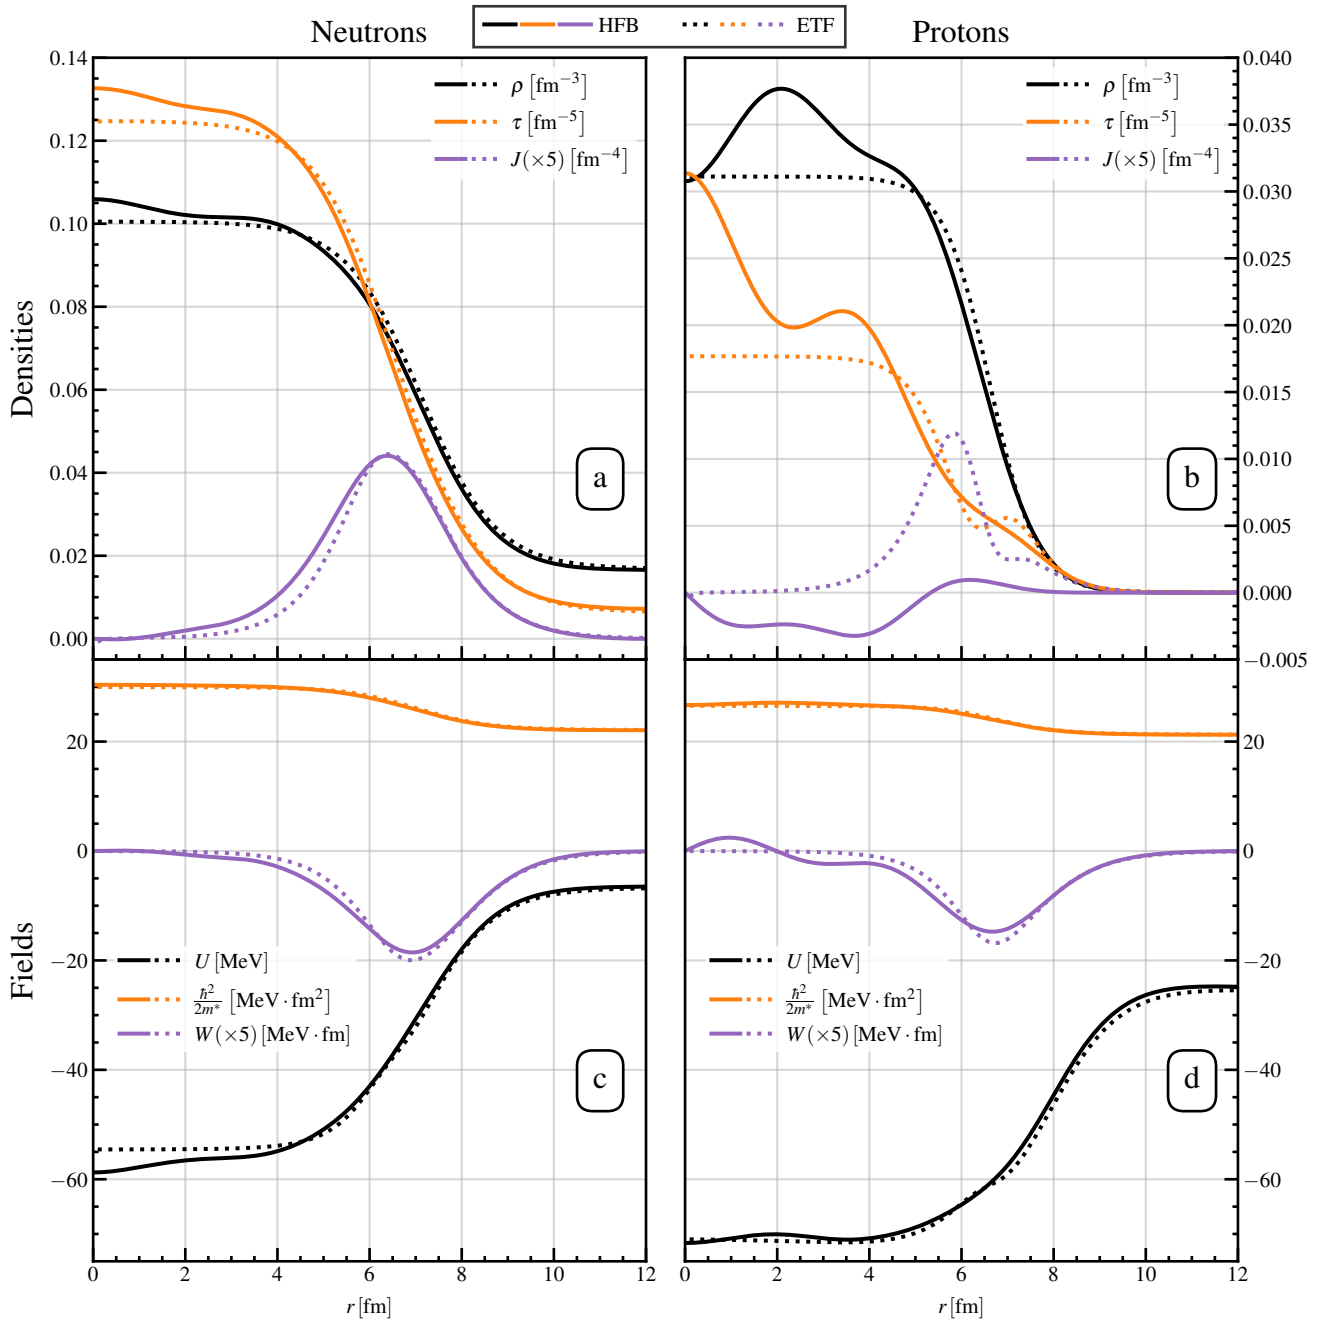 Neutrons
HFB ETF
Protons
Densities
0.14
0.12
0.10
0.08
0.06
0.04
0.02
0.00
ρ [fm⁻³]
τ [fm⁻⁵]
J(×5) [fm⁻⁴]
a
ρ [fm⁻³]
τ [fm⁻⁵]
J(×5) [fm⁻⁴]
b
0.040
0.035
0.030
0.025
0.020
0.015
0.010
0.005
0.000
−0.005
Fields
20
0
−20
−40
−60
U [MeV]
ħ²/2m* [MeV·fm²]
W(×5) [MeV·fm]
c
U [MeV]
ħ²/2m* [MeV·fm²]
W(×5) [MeV·fm]
d
20
0
−20
−40
−60
0 2 4 6 8 10 12
r [fm]
0 2 4 6 8 10 12
r [fm]